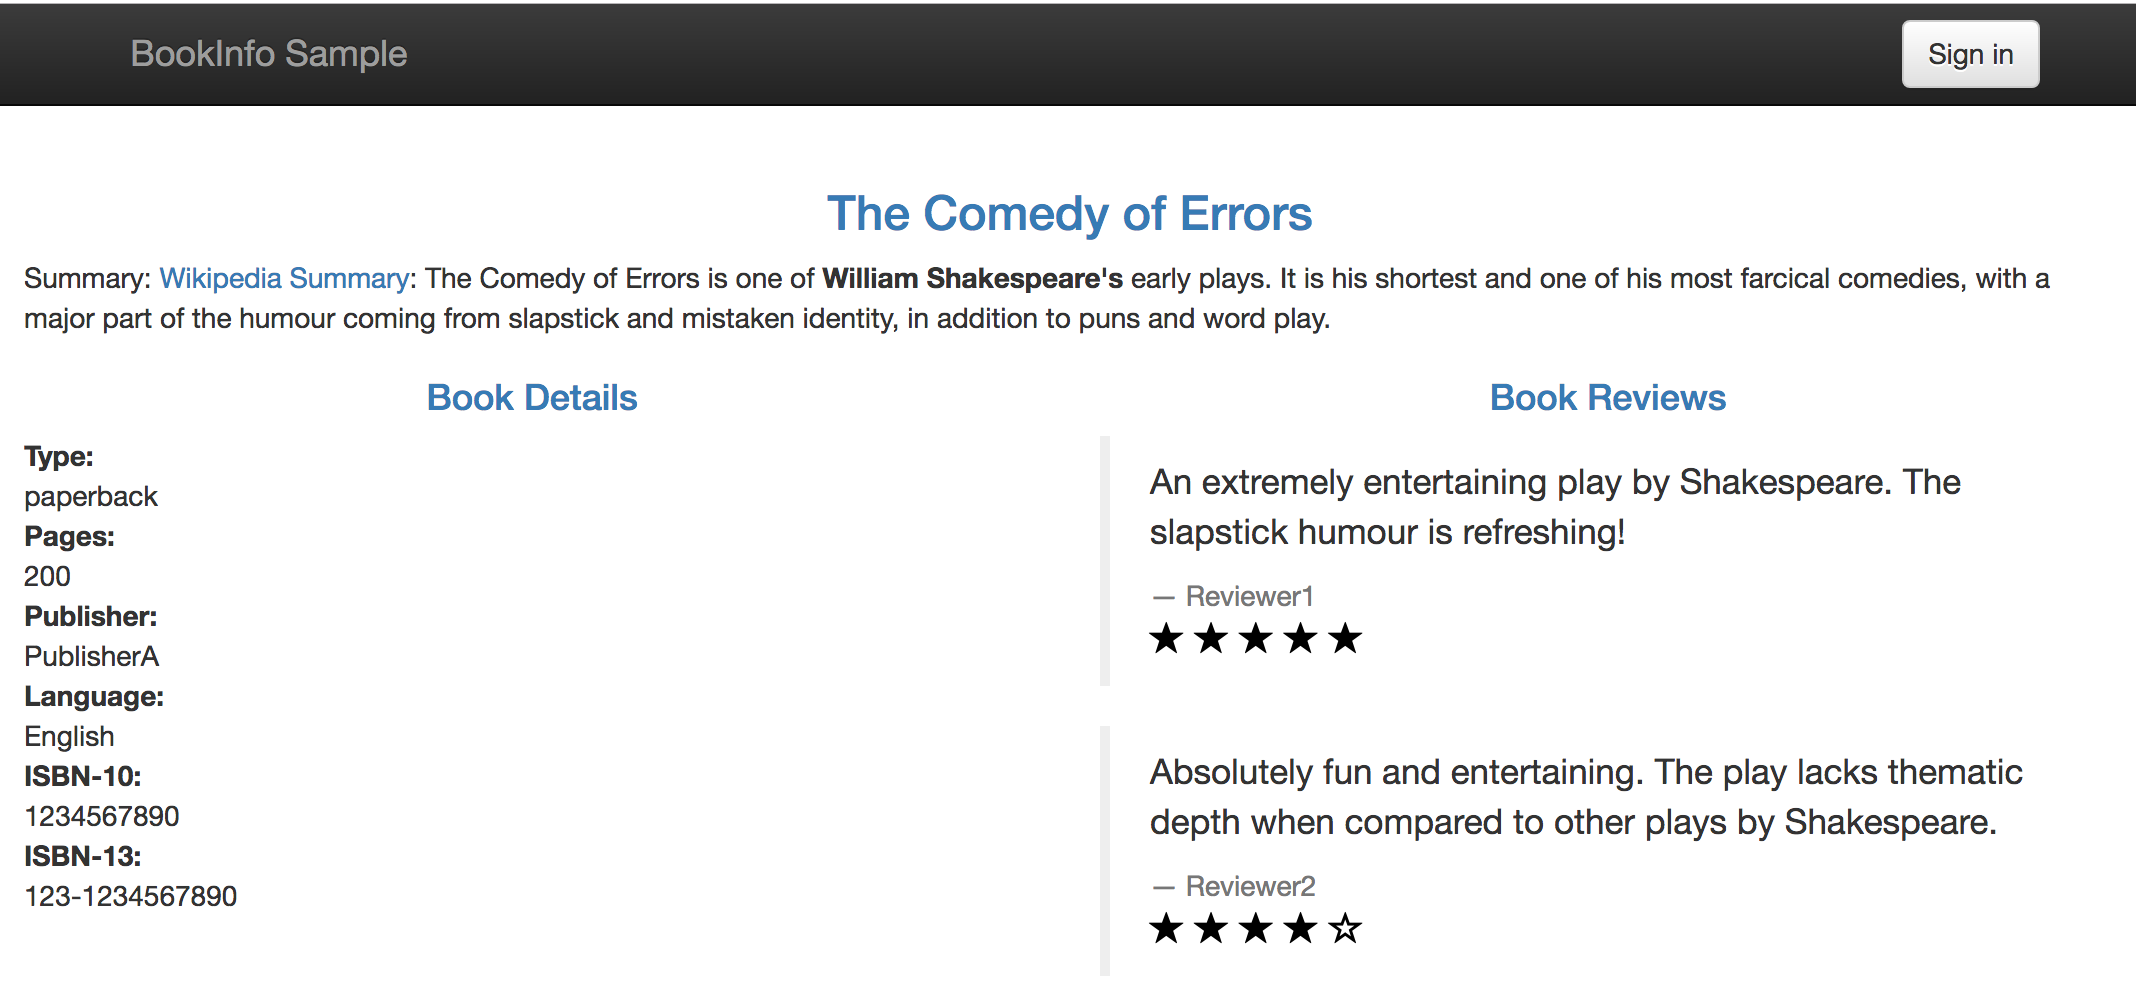 BookInfo Sample
Sign in
The Comedy of Errors
Summary: Wikipedia Summary: The Comedy of Errors is one of William Shakespeare's early plays. It is his shortest and one of his most farcical comedies, with a
major part of the humour coming from slapstick and mistaken identity, in addition to puns and word play.
Book Details
Type:
paperback
Pages:
200
Publisher:
PublisherA
Language:
English
ISBN-10:
1234567890
ISBN-13:
123-1234567890
Book Reviews
An extremely entertaining play by Shakespeare. The
slapstick humour is refreshing!
— Reviewer1
★ ★ ★ ★ ★
Absolutely fun and entertaining. The play lacks thematic
depth when compared to other plays by Shakespeare.
— Reviewer2
★ ★ ★ ★ ☆